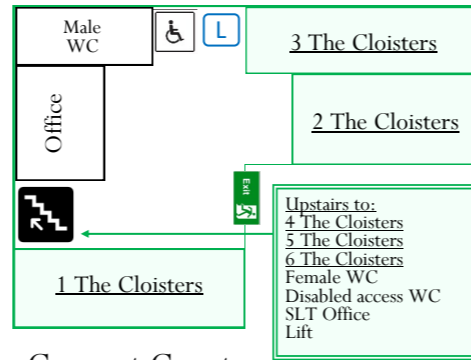 Male
WC
L
3 The Cloisters
Office
2 The Cloisters
Exit
Upstairs to:
4 The Cloisters
5 The Cloisters
6 The Cloisters
Female WC
Disabled access WC
SLT Office
Lift
1 The Cloisters